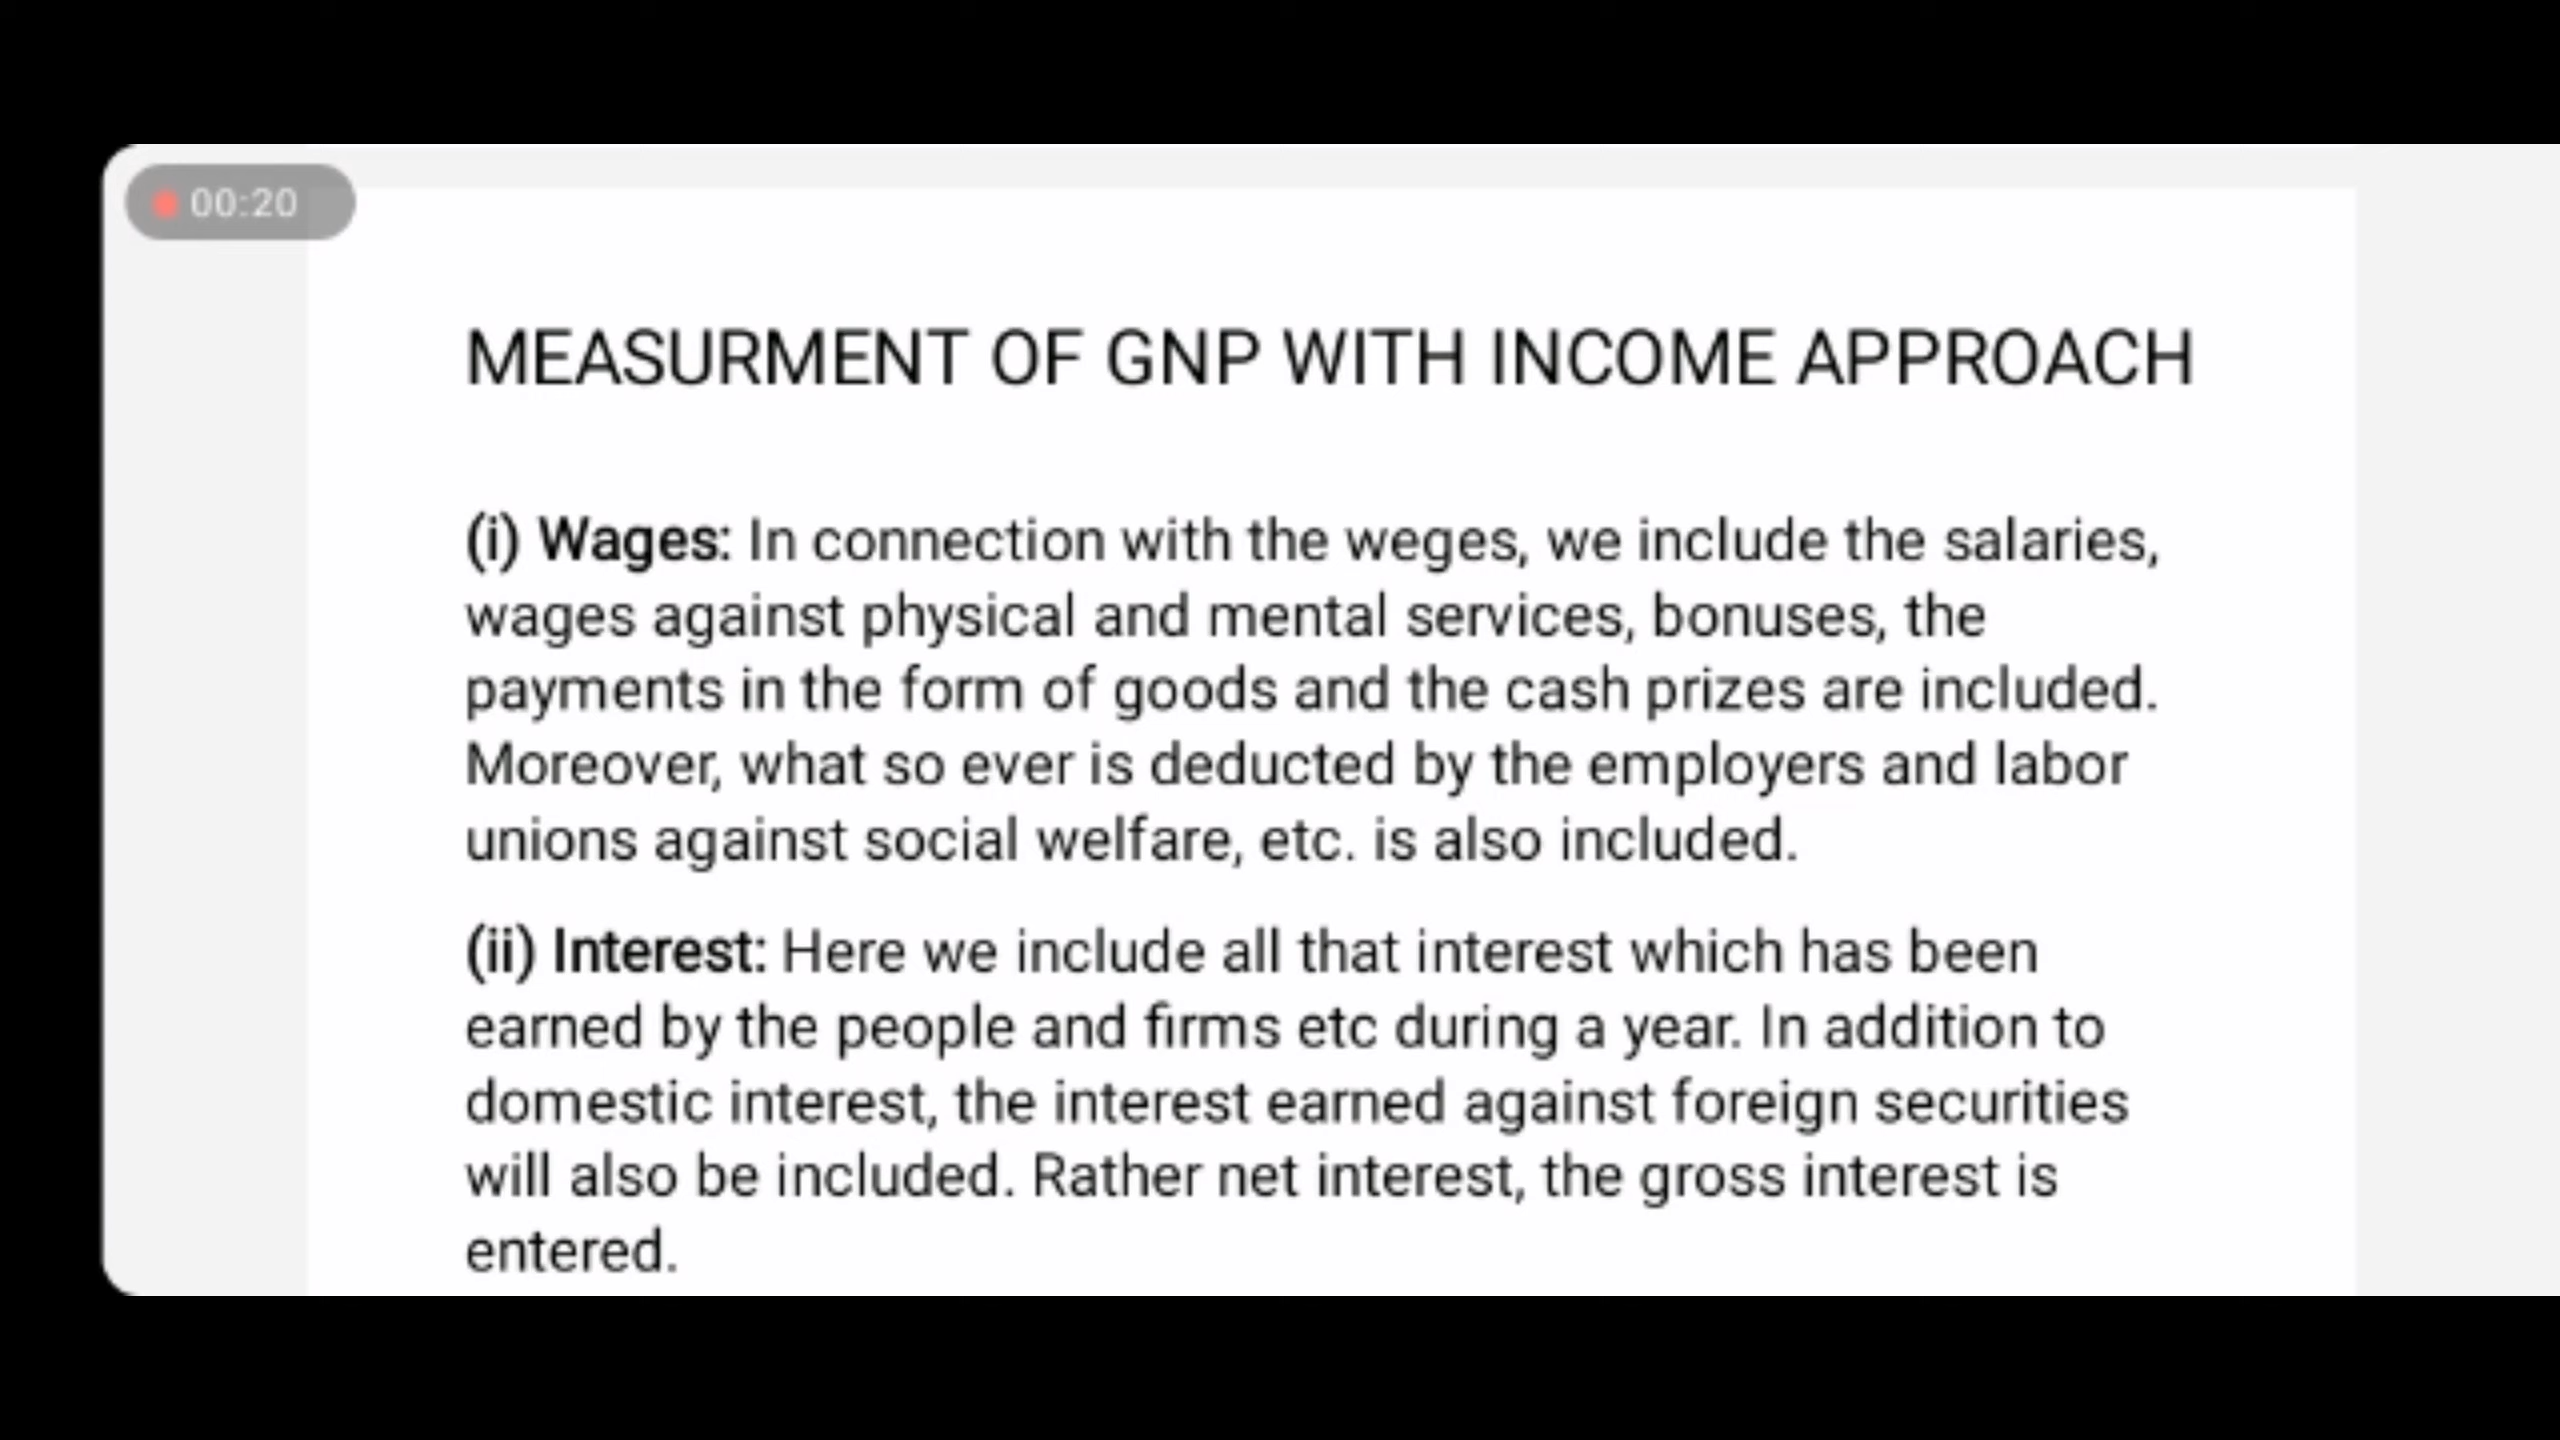 00:20
MEASURMENT OF GNP WITH INCOME APPROACH
(i) Wages: In connection with the weges, we include the salaries,
wages against physical and mental services, bonuses, the
payments in the form of goods and the cash prizes are included.
Moreover, what so ever is deducted by the employers and labor
unions against social welfare, etc. is also included.
(ii) Interest: Here we include all that interest which has been
earned by the people and firms etc during a year. In addition to
domestic interest, the interest earned against foreign securities
will also be included. Rather net interest, the gross interest is
entered.